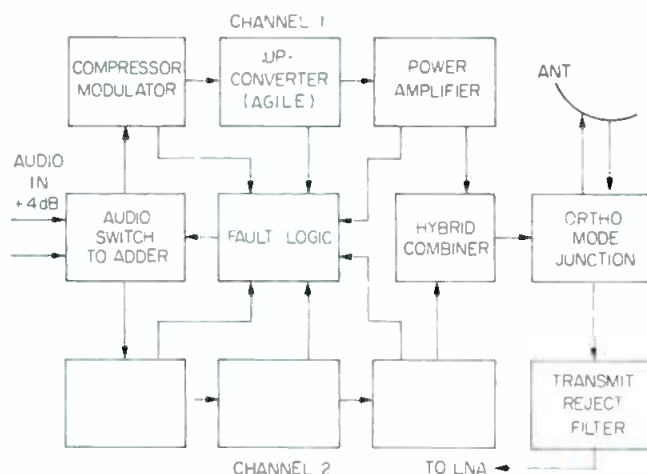 CHANNEL 1
COMPRESSOR
MODULATOR
UP-
CONVERTER
(AGILE)
POWER
AMPLIFIER
ANT
AUDIO
IN
+4dB
AUDIO
SWITCH
TO ADDER
FAULT LOGIC
HYBRID
COMBINER
ORTHO
MODE
JUNCTION
TRANSMIT
REJECT
FILTER
CHANNEL 2
TO LNA